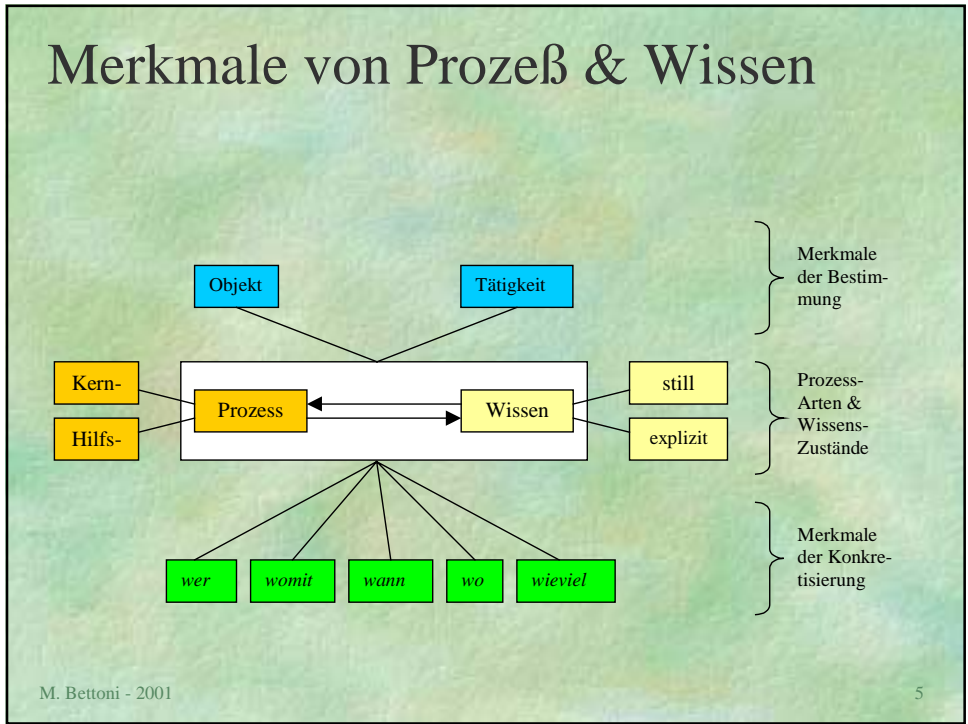 Merkmale von Prozeß & Wissen
Objekt
Tätigkeit
Merkmale
der Bestim-
mung
Kern-
Hilfs-
Prozess
Wissen
still
explizit
Prozess-
Arten &
Wissens-
Zustände
wer
womit
wann
wo
wieviel
Merkmale
der Konkre-
tisierung
M. Bettoni - 2001
5